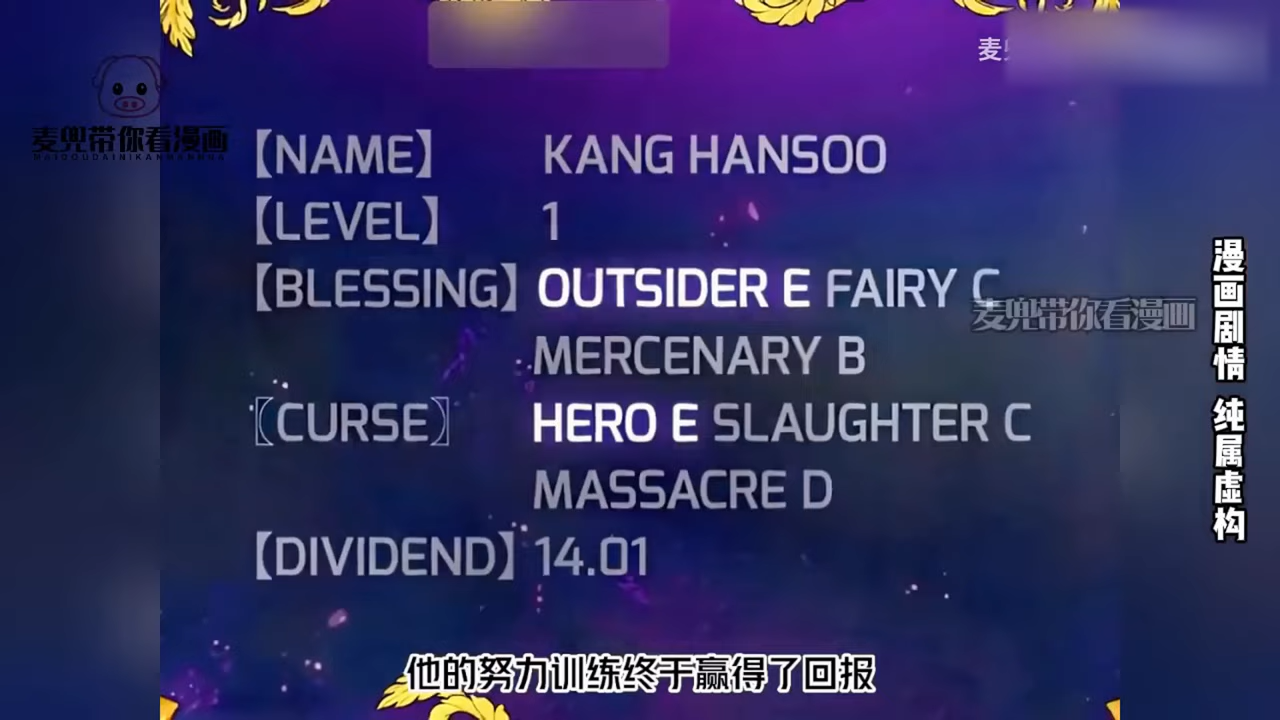 麦
麦兜带你看漫画
MAIDOUDAINIKANMANHUA
【NAME】 KANG HANSOO
【LEVEL】 1
【BLESSING】 OUTSIDER E FAIRY C
麦兜带你看漫画
MERCENARY B
〖CURSE〗 HERO E SLAUGHTER C
MASSACRE D
【DIVIDEND】 14.01
漫画剧情 纯属虚构
他的努力训练终于赢得了回报